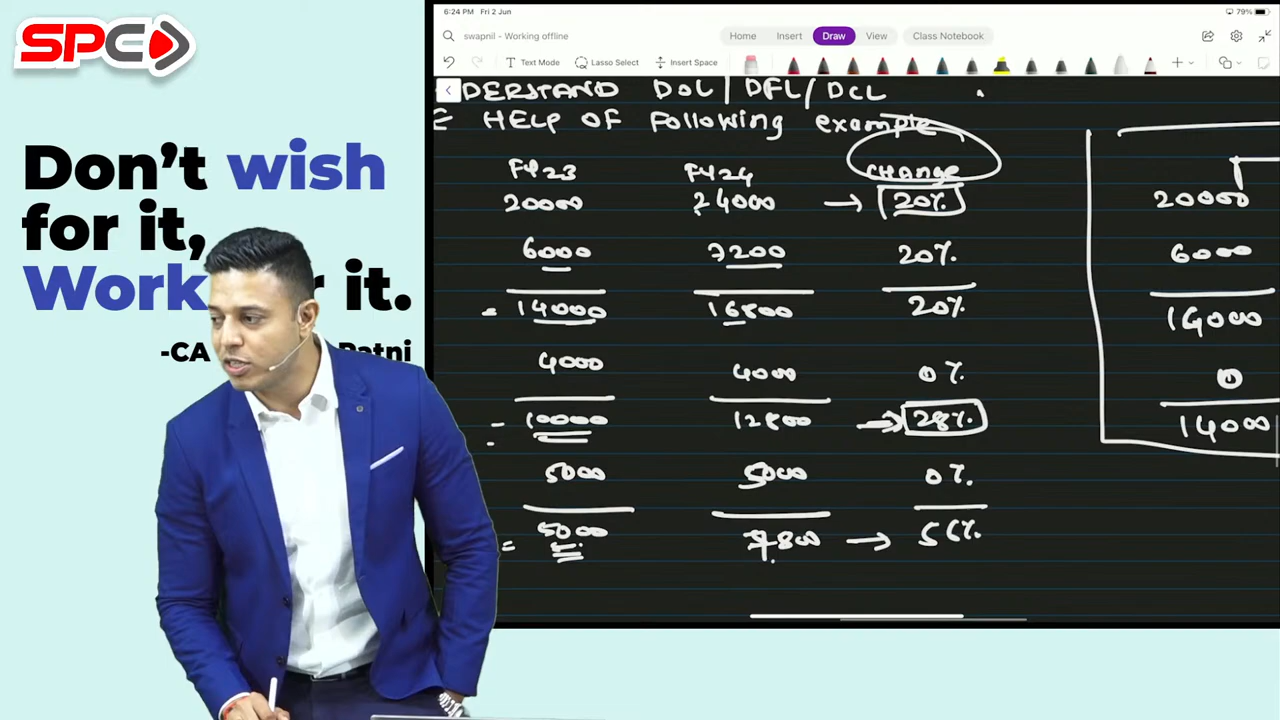 SPE
Don't wish
for it,
Work r it.
-CA Patni
6:24 PM Fri 2 Jun
79%
swapnil - Working offline
Home Insert Draw View Class Notebook
Text Mode Lasso Select Insert Space
DERSTAND DOL / DFL / DCL
HELP OF Following example
FY23 FY24 CHANGE
20000 24000 → 20%
6000 7200 20%.
= 14000 16800 20%.
4000 4000 0%.
= 10000 12800 → 28%.
5000 5000 0%.
= 5000 7800 → 56%.
20000
6000
14000
0
14000